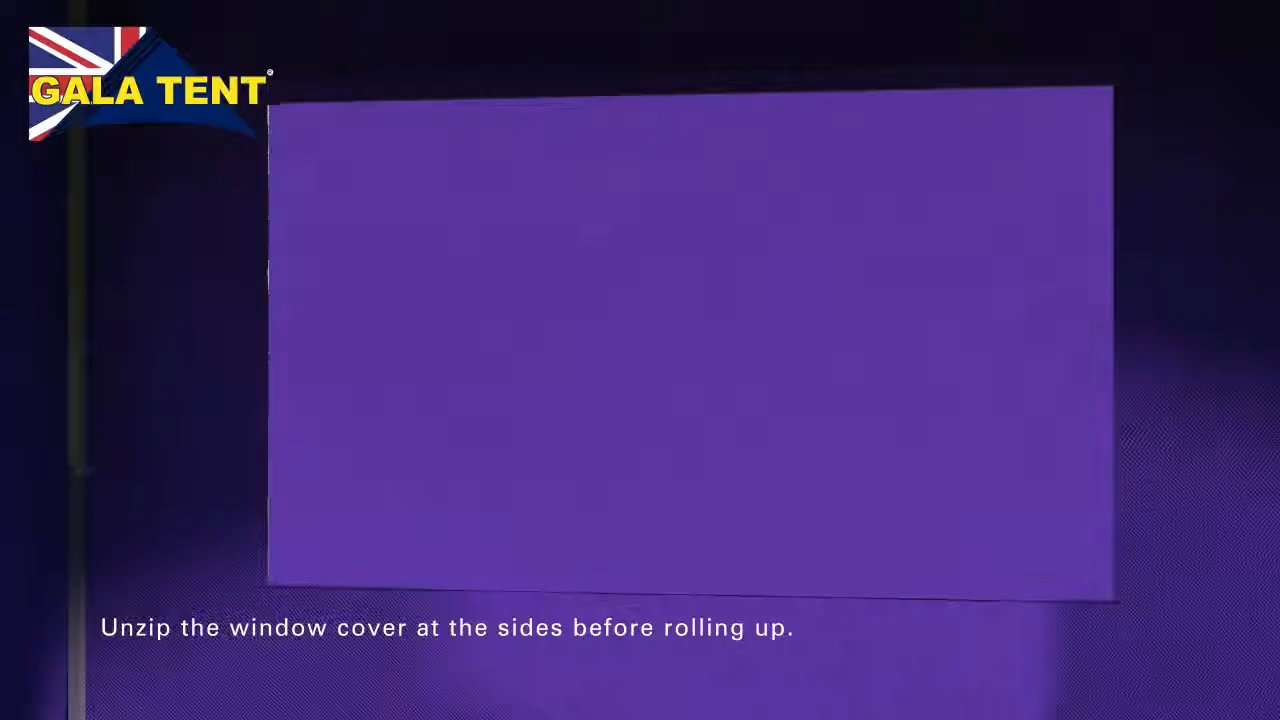 GALA TENT®
Unzip the window cover at the sides before rolling up.